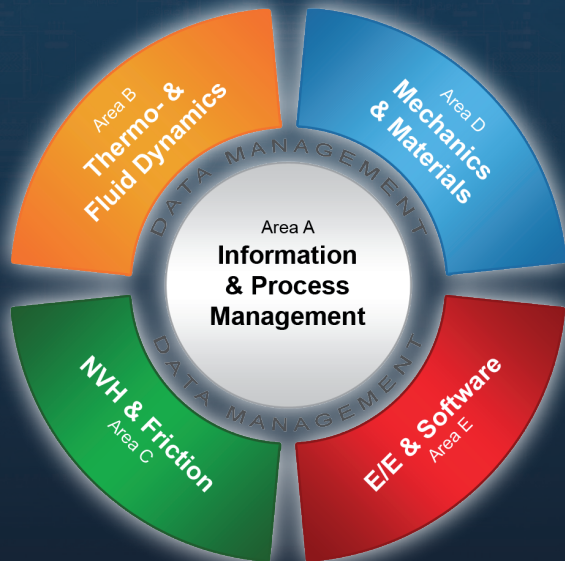 Area B
Thermo- &
Fluid Dynamics
Area D
Mechanics
& Materials
DATA MANAGEMENT
Area A
Information
& Process
Management
DATA MANAGEMENT
NVH & Friction
Area C
E/E & Software
Area E